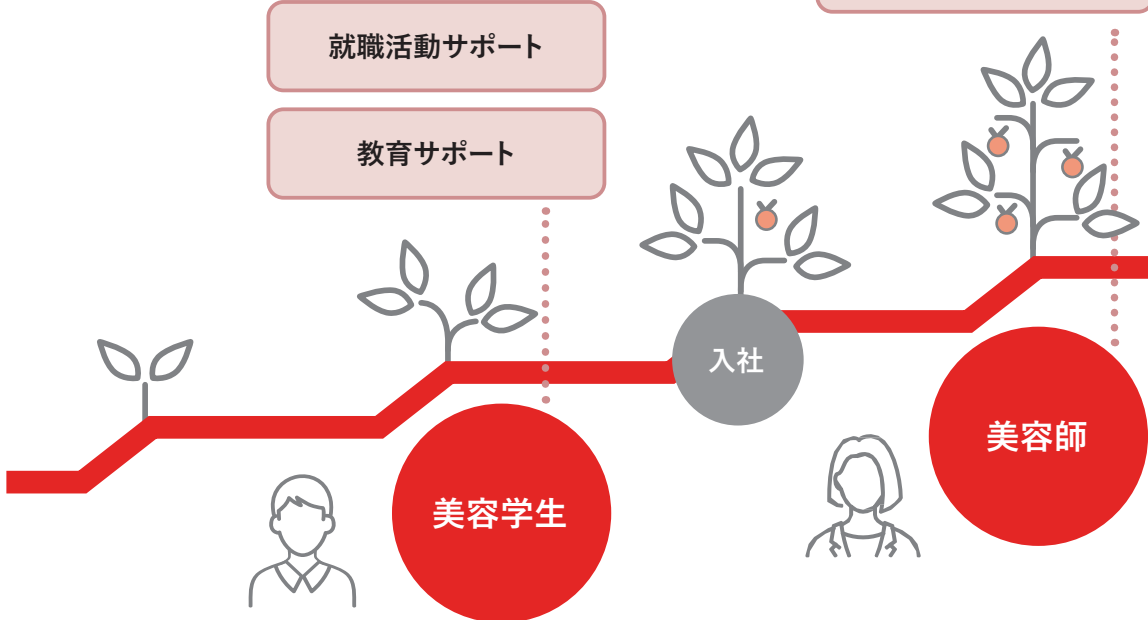 就職活動サポート
教育サポート
入社
美容師
美容学生